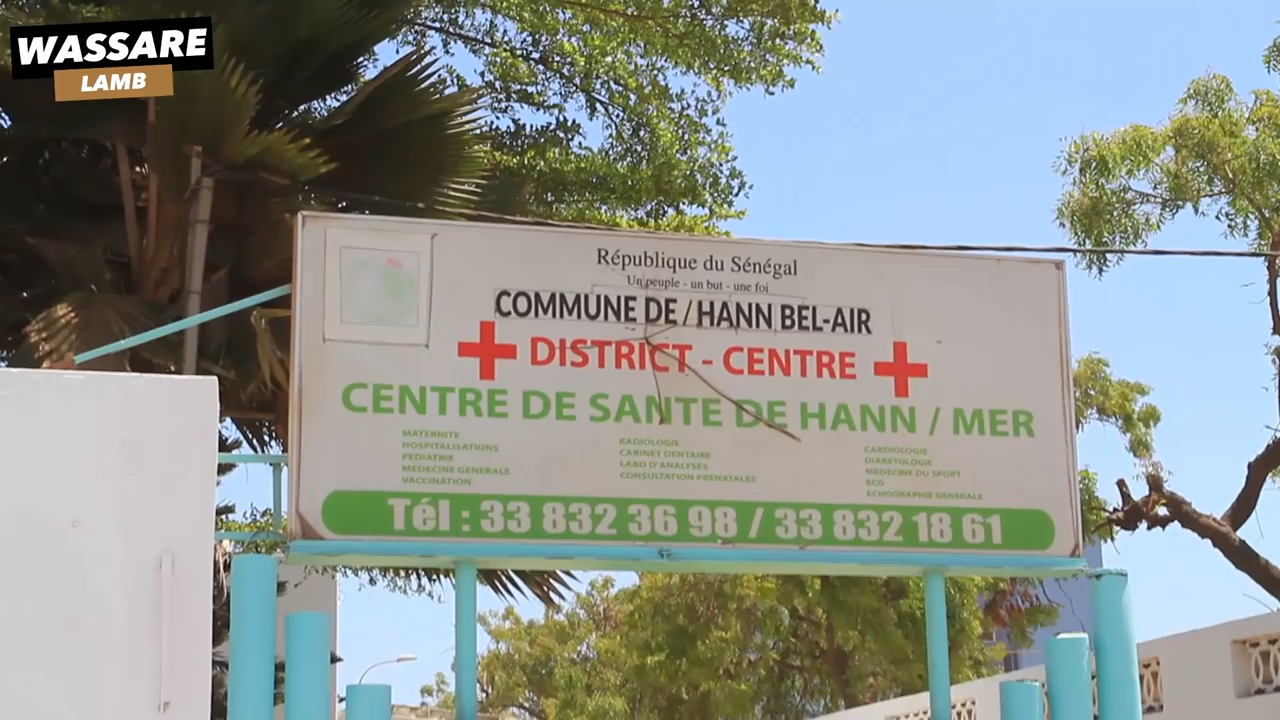 WASSARE
LAMB
République du Sénégal
Un peuple - un but - une foi
COMMUNE DE / HANN BEL-AIR
DISTRICT - CENTRE
CENTRE DE SANTE DE HANN / MER
MATERNITE
HOSPITALISATIONS
PEDIATRIE
MEDECINE GENERALE
VACCINATION
RADIOLOGIE
CABINET DENTAIRE
LABO D'ANALYSES
CONSULTATION PRENATALES
CARDIOLOGIE
DIABETOLOGIE
MEDECINE DU SPORT
ECG
ECHOGRAPHIE GENERALE
Tél : 33 832 36 98 / 33 832 18 61